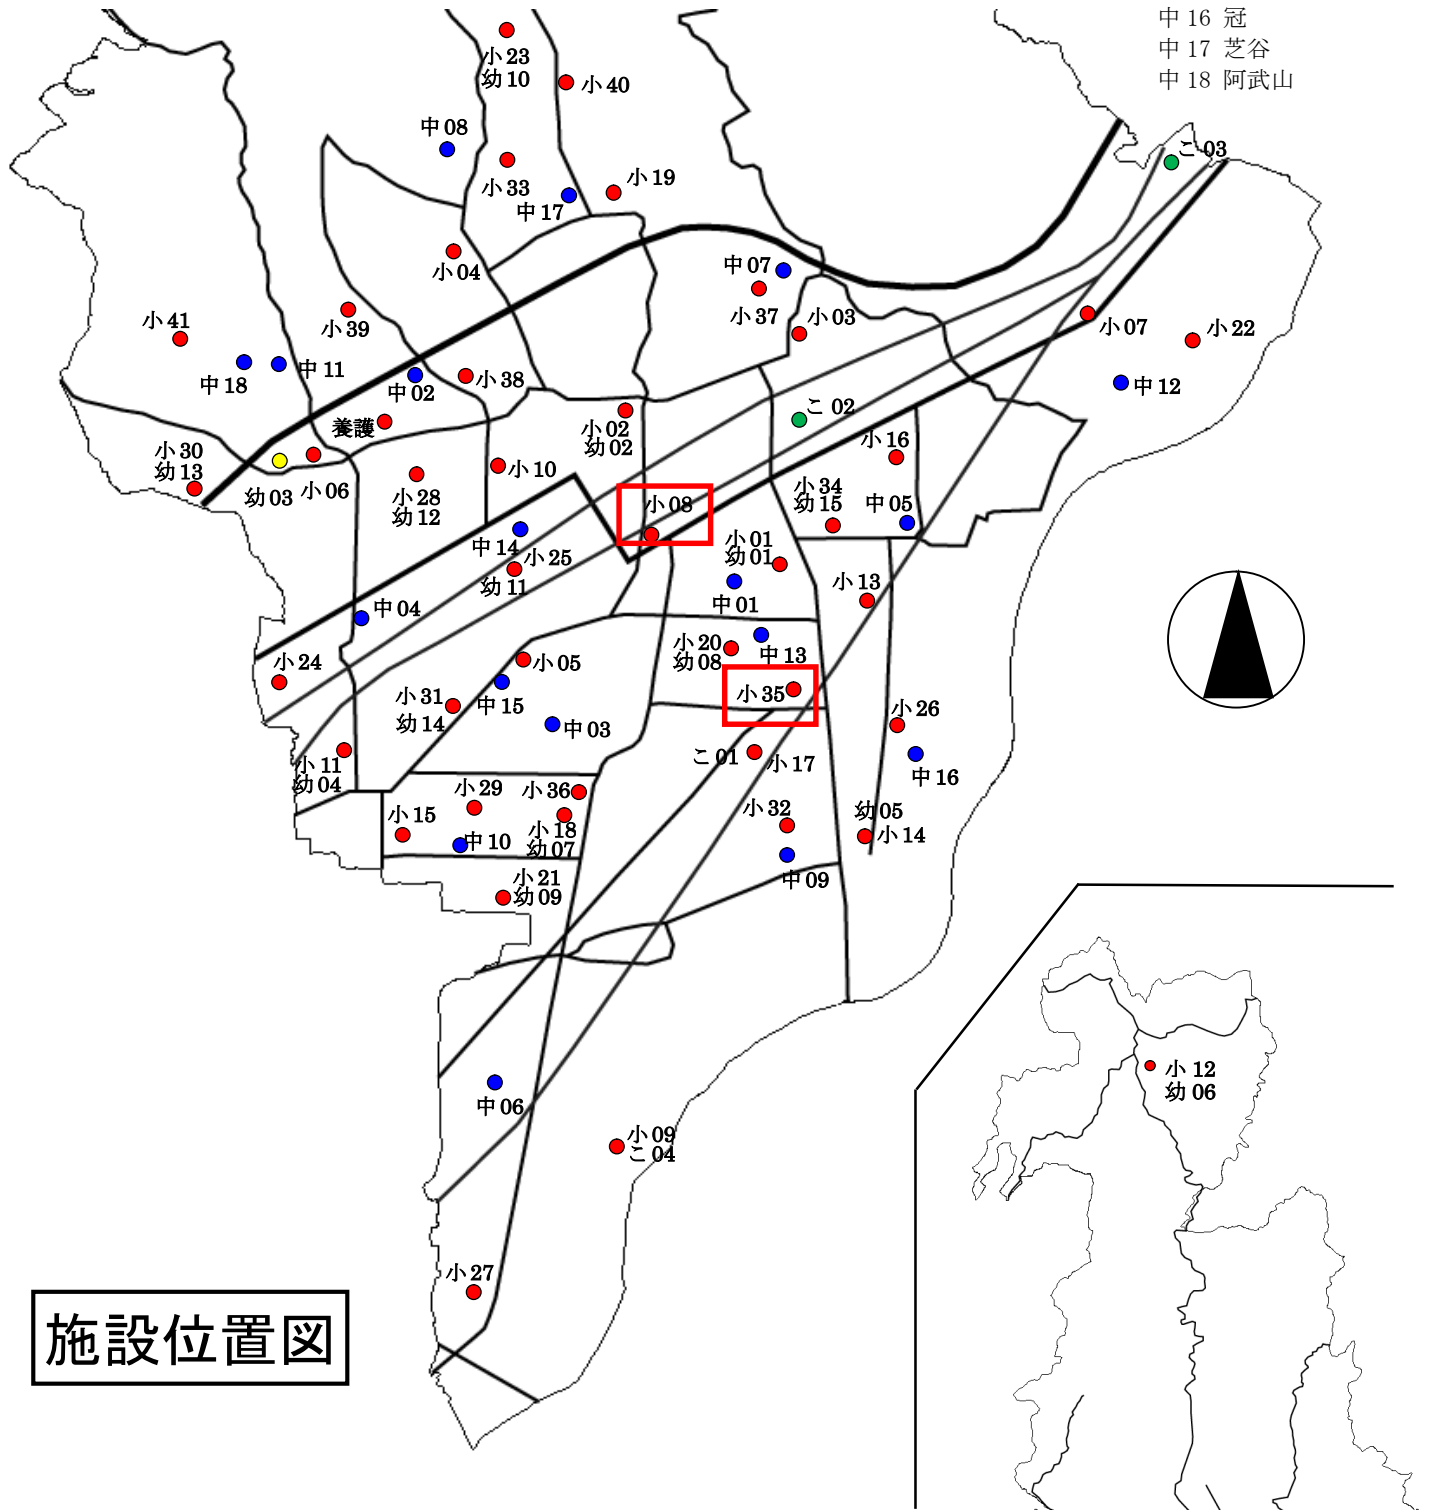 中 16 冠
中 17 芝谷
中 18 阿武山
小 23
幼 10
小 40
中 08
こ 03
小 33
小 19
中 17
小 04
中 07
小 37
小 03
小 39
小 41
小 07
小 22
中 18
中 11
中 02
小 38
中 12
こ 02
養護
小 02
幼 02
小 16
小 30
幼 13
小 10
幼 03
小 06
小 28
幼 12
小 08
小 34
幼 15
中 05
中 14
小 25
幼 11
小 01
幼 01
中 01
小 13
中 04
小 20
幼 08
中 13
小 24
小 05
小 35
小 31
幼 14
中 15
中 03
小 26
こ 01
小 17
中 16
小 11
幼 04
小 29
小 36
小 15
小 32
幼 05
小 14
中 10
小 18
幼 07
中 09
小 21
幼 09
小 12
幼 06
中 06
小 09
こ 04
小 27
施設位置図